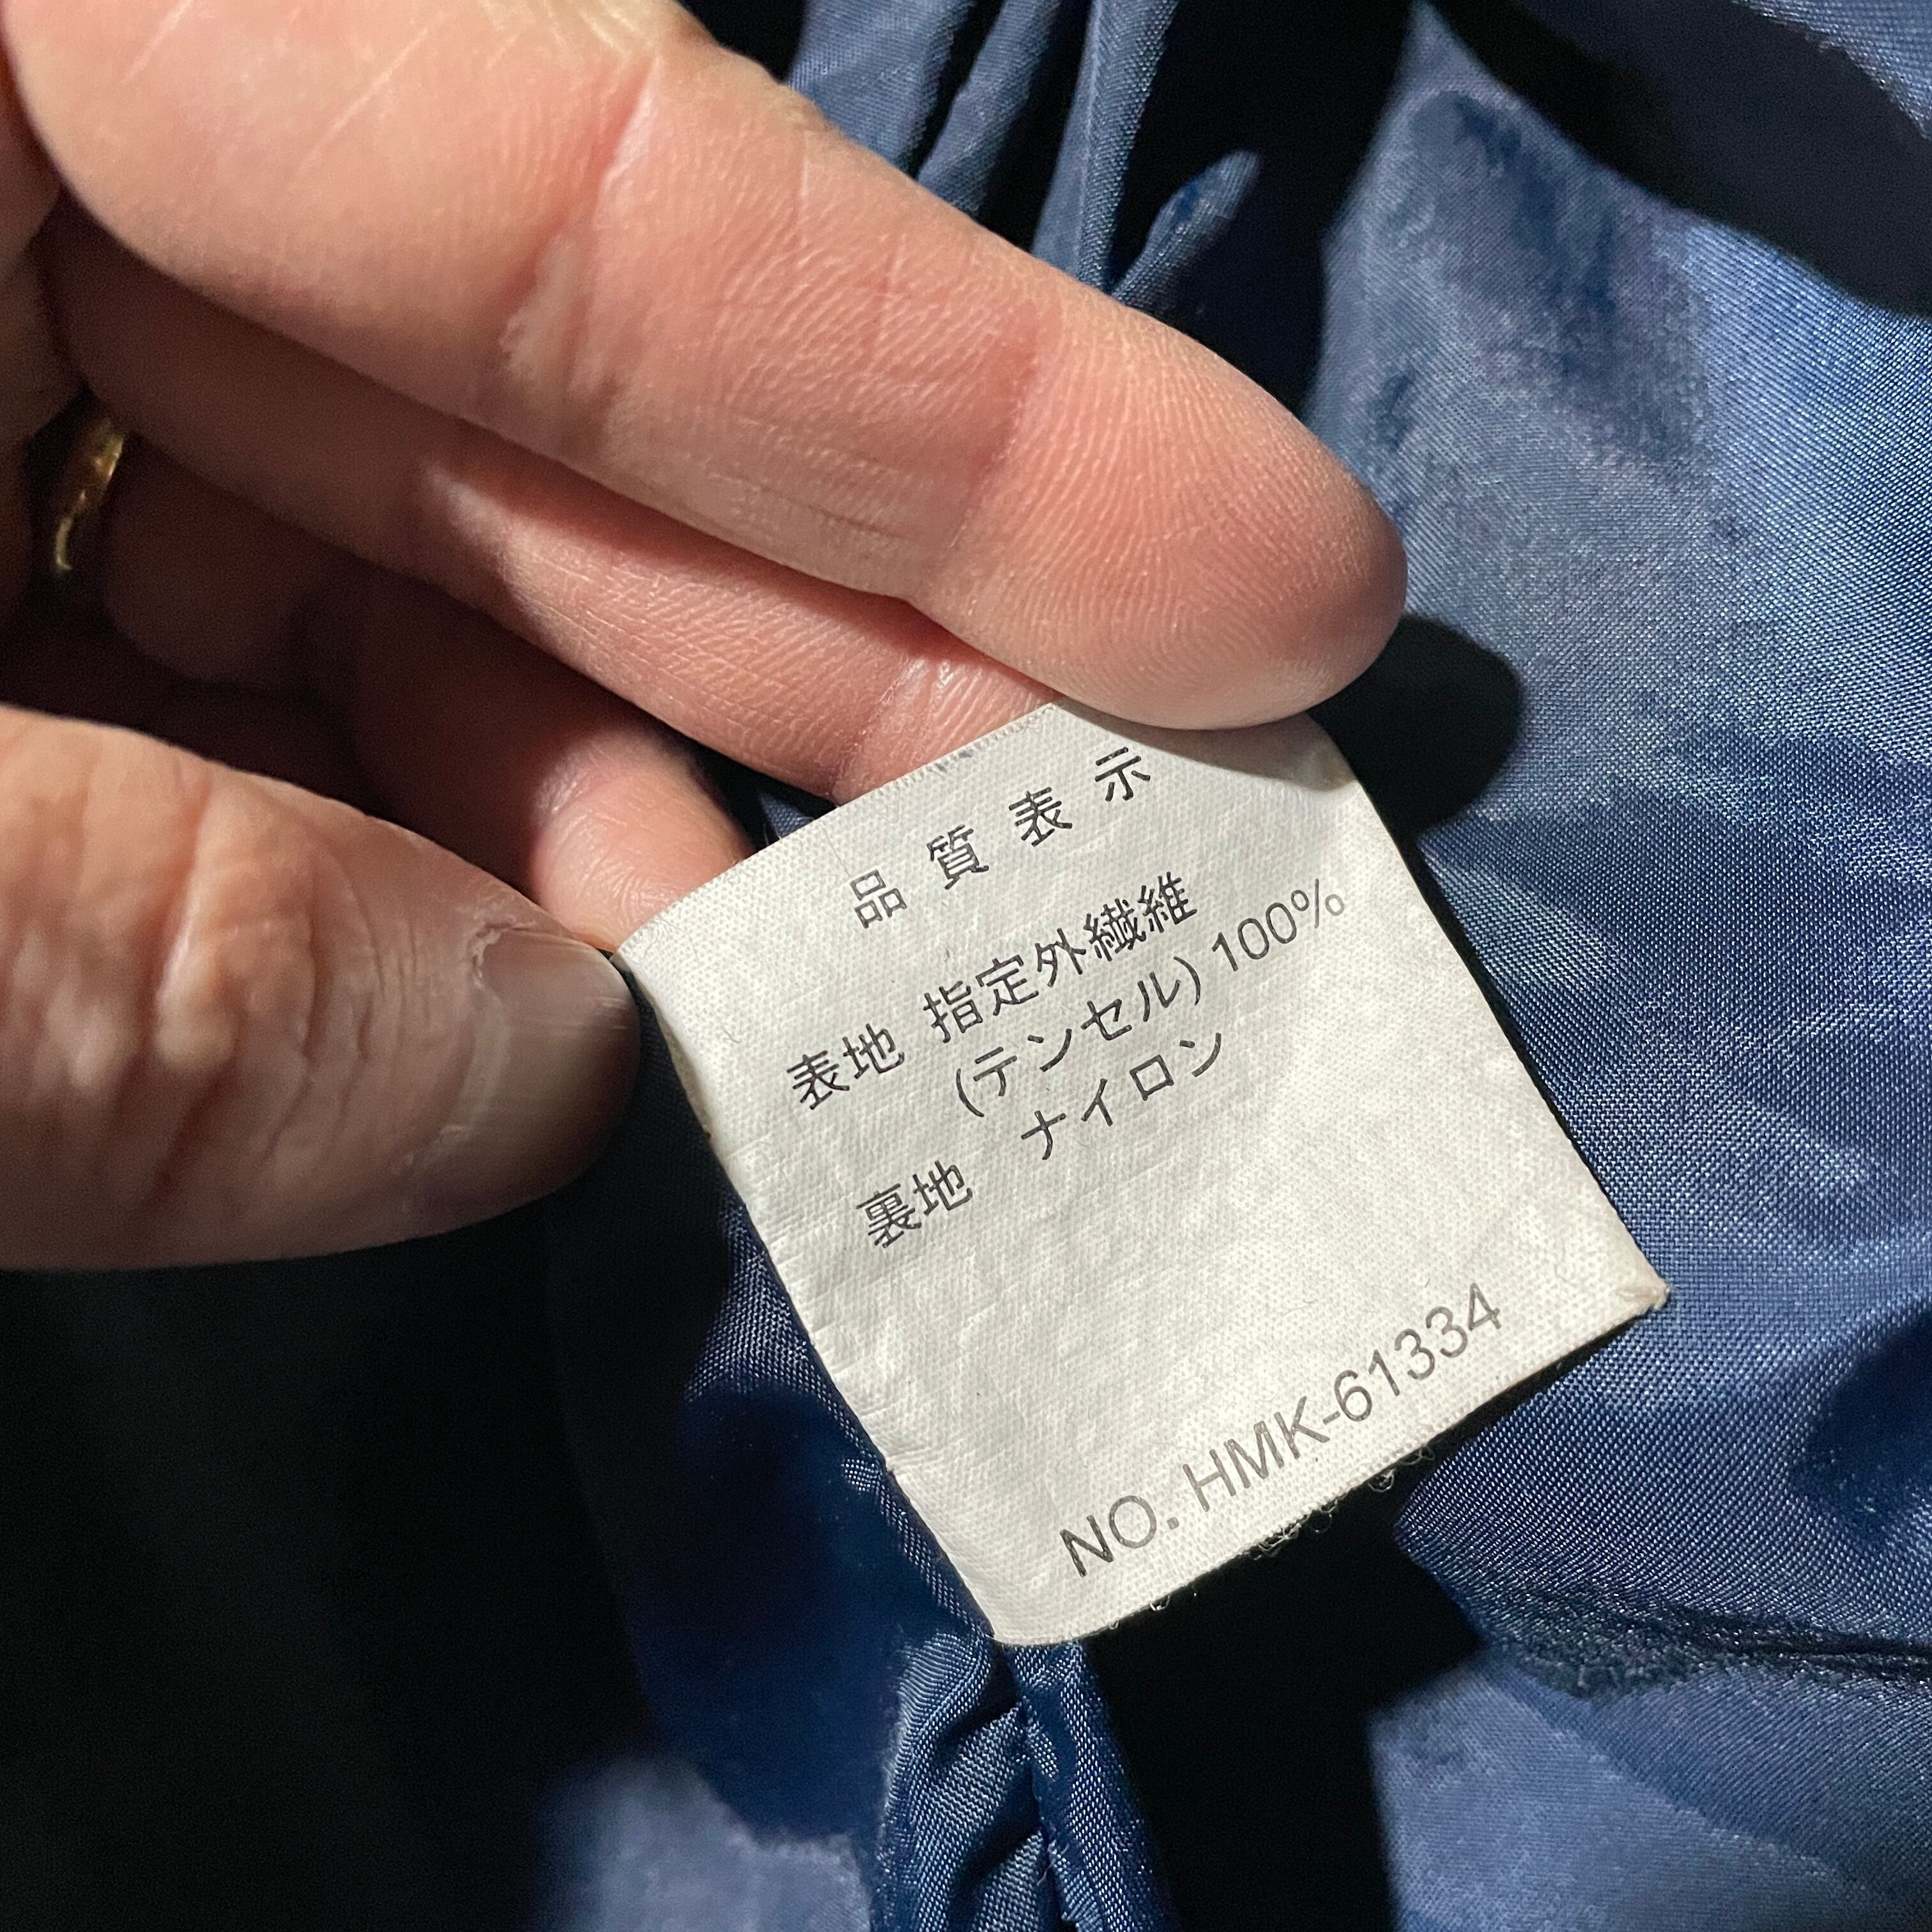 品質表示
表地 指定外繊維
(テンセル) 100%
裏地 ナイロン
NO. HMK-61334